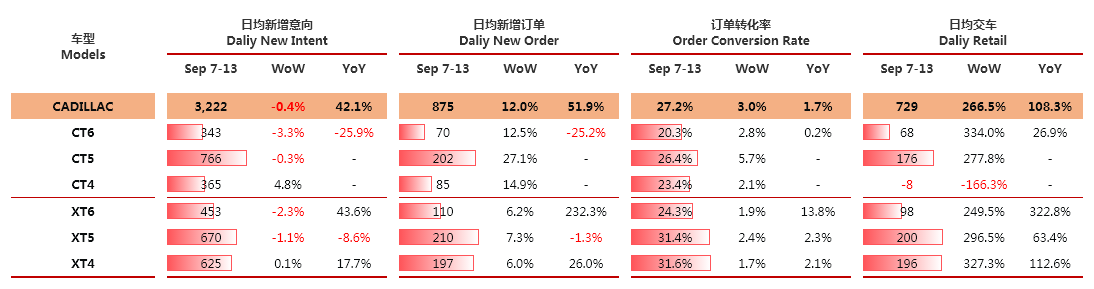 车型
Models
日均新增意向
Daliy New Intent
日均新增订单
Daliy New Order
订单转化率
Order Conversion Rate
日均交车
Daliy Retail
Sep 7-13 WoW YoY Sep 7-13 WoW YoY Sep 7-13 WoW YoY Sep 7-13 WoW YoY
CADILLAC 3,222 -0.4% 42.1% 875 12.0% 51.9% 27.2% 3.0% 1.7% 729 266.5% 108.3%
CT6 343 -3.3% -25.9% 70 12.5% -25.2% 20.3% 2.8% 0.2% 68 334.0% 26.9%
CT5 766 -0.3% - 202 27.1% - 26.4% 5.7% - 176 277.8% -
CT4 365 4.8% - 85 14.9% - 23.4% 2.1% - -8 -166.3% -
XT6 453 -2.3% 43.6% 110 6.2% 232.3% 24.3% 1.9% 13.8% 98 249.5% 322.8%
XT5 670 -1.1% -8.6% 210 7.3% -1.3% 31.4% 2.4% 2.3% 200 296.5% 63.4%
XT4 625 0.1% 17.7% 197 6.0% 26.0% 31.6% 1.7% 2.1% 196 327.3% 112.6%